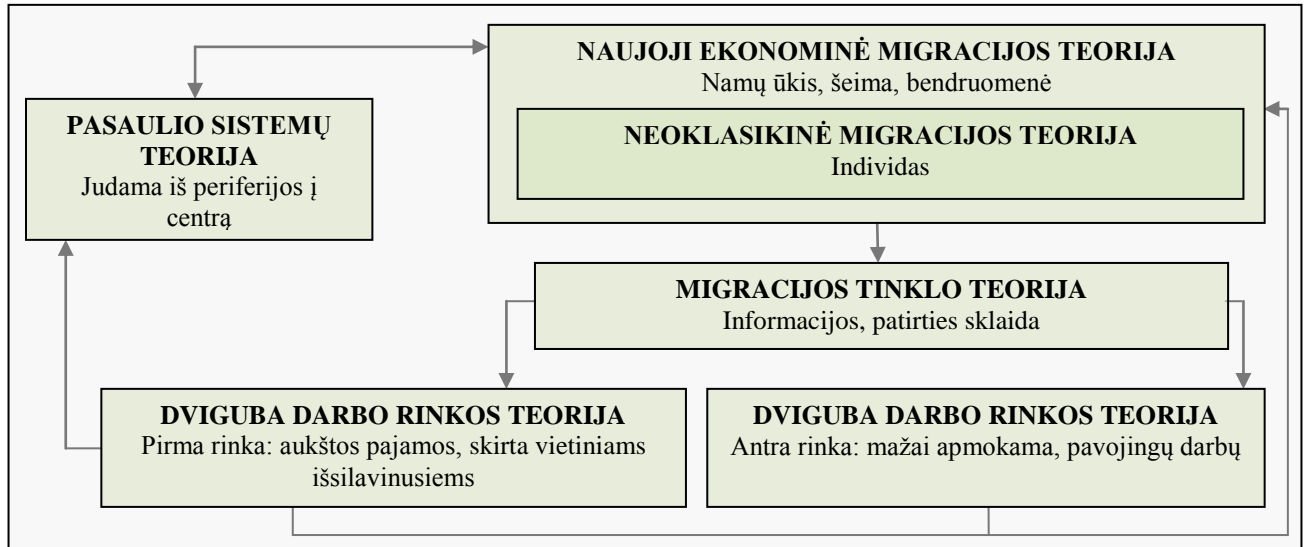 NAUJOJI EKONOMINĖ MIGRACIJOS TEORIJA
Namų ūkis, šeima, bendruomenė
NEOKLASIKINĖ MIGRACIJOS TEORIJA
Individas
PASAULIO SISTEMŲ
TEORIJA
Judama iš periferijos į
centrą
MIGRACIJOS TINKLO TEORIJA
Informacijos, patirties sklaida
DVIGUBA DARBO RINKOS TEORIJA
Pirma rinka: aukštos pajamos, skirta vietiniams
išsilavinusiems
DVIGUBA DARBO RINKOS TEORIJA
Antra rinka: mažai apmokama, pavojingų darbų